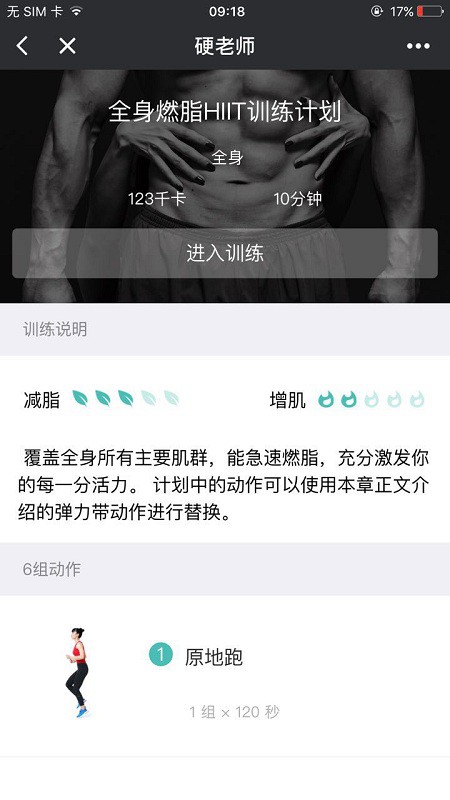 无 SIM 卡 09:18 17%
硬老师
全身燃脂HIIT训练计划
全身
123千卡 10分钟
进入训练
训练说明
减脂 增肌
覆盖全身所有主要肌群，能急速燃脂，充分激发你
的每一分活力。 计划中的动作可以使用本章正文介
绍的弹力带动作进行替换。
6组动作
1 原地跑
1 组 × 120 秒